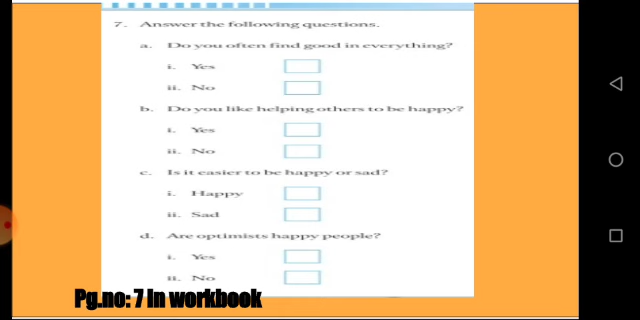 7. Answer the following questions.
a. Do you often find good in everything?
i. Yes
ii. No
b. Do you like helping others to be happy?
i. Yes
ii. No
c. Is it easier to be happy or sad?
i. Happy
ii. Sad
d. Are optimists happy people?
i. Yes
ii. No
Pg.no: 7 in workbook